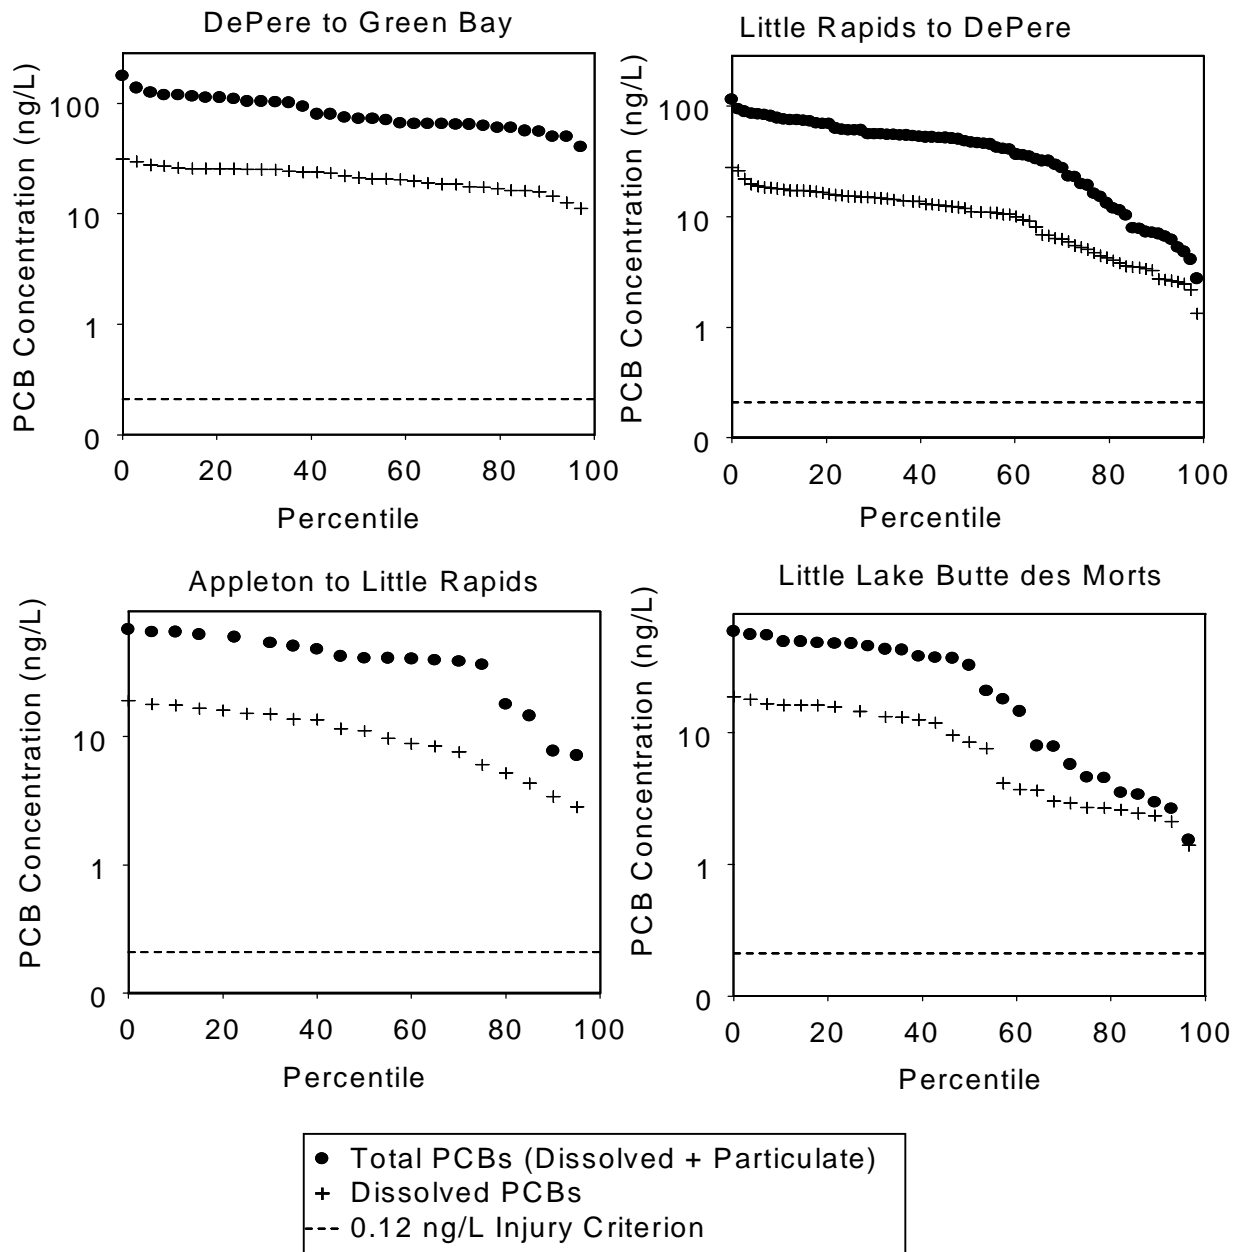 DePere to Green Bay
PCB Concentration (ng/L)
100
10
1
0
0 20 40 60 80 100
Percentile
Little Rapids to DePere
PCB Concentration (ng/L)
100
10
1
0
0 20 40 60 80 100
Percentile
Appleton to Little Rapids
PCB Concentration (ng/L)
10
1
0
0 20 40 60 80 100
Percentile
Little Lake Butte des Morts
PCB Concentration (ng/L)
10
1
0
0 20 40 60 80 100
Percentile
Total PCBs (Dissolved + Particulate)
Dissolved PCBs
0.12 ng/L Injury Criterion